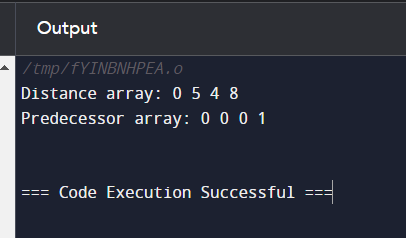 Output
/tmp/fYINBNHPEA.o
Distance array: 0 5 4 8
Predecessor array: 0 0 0 1
=== Code Execution Successful ===